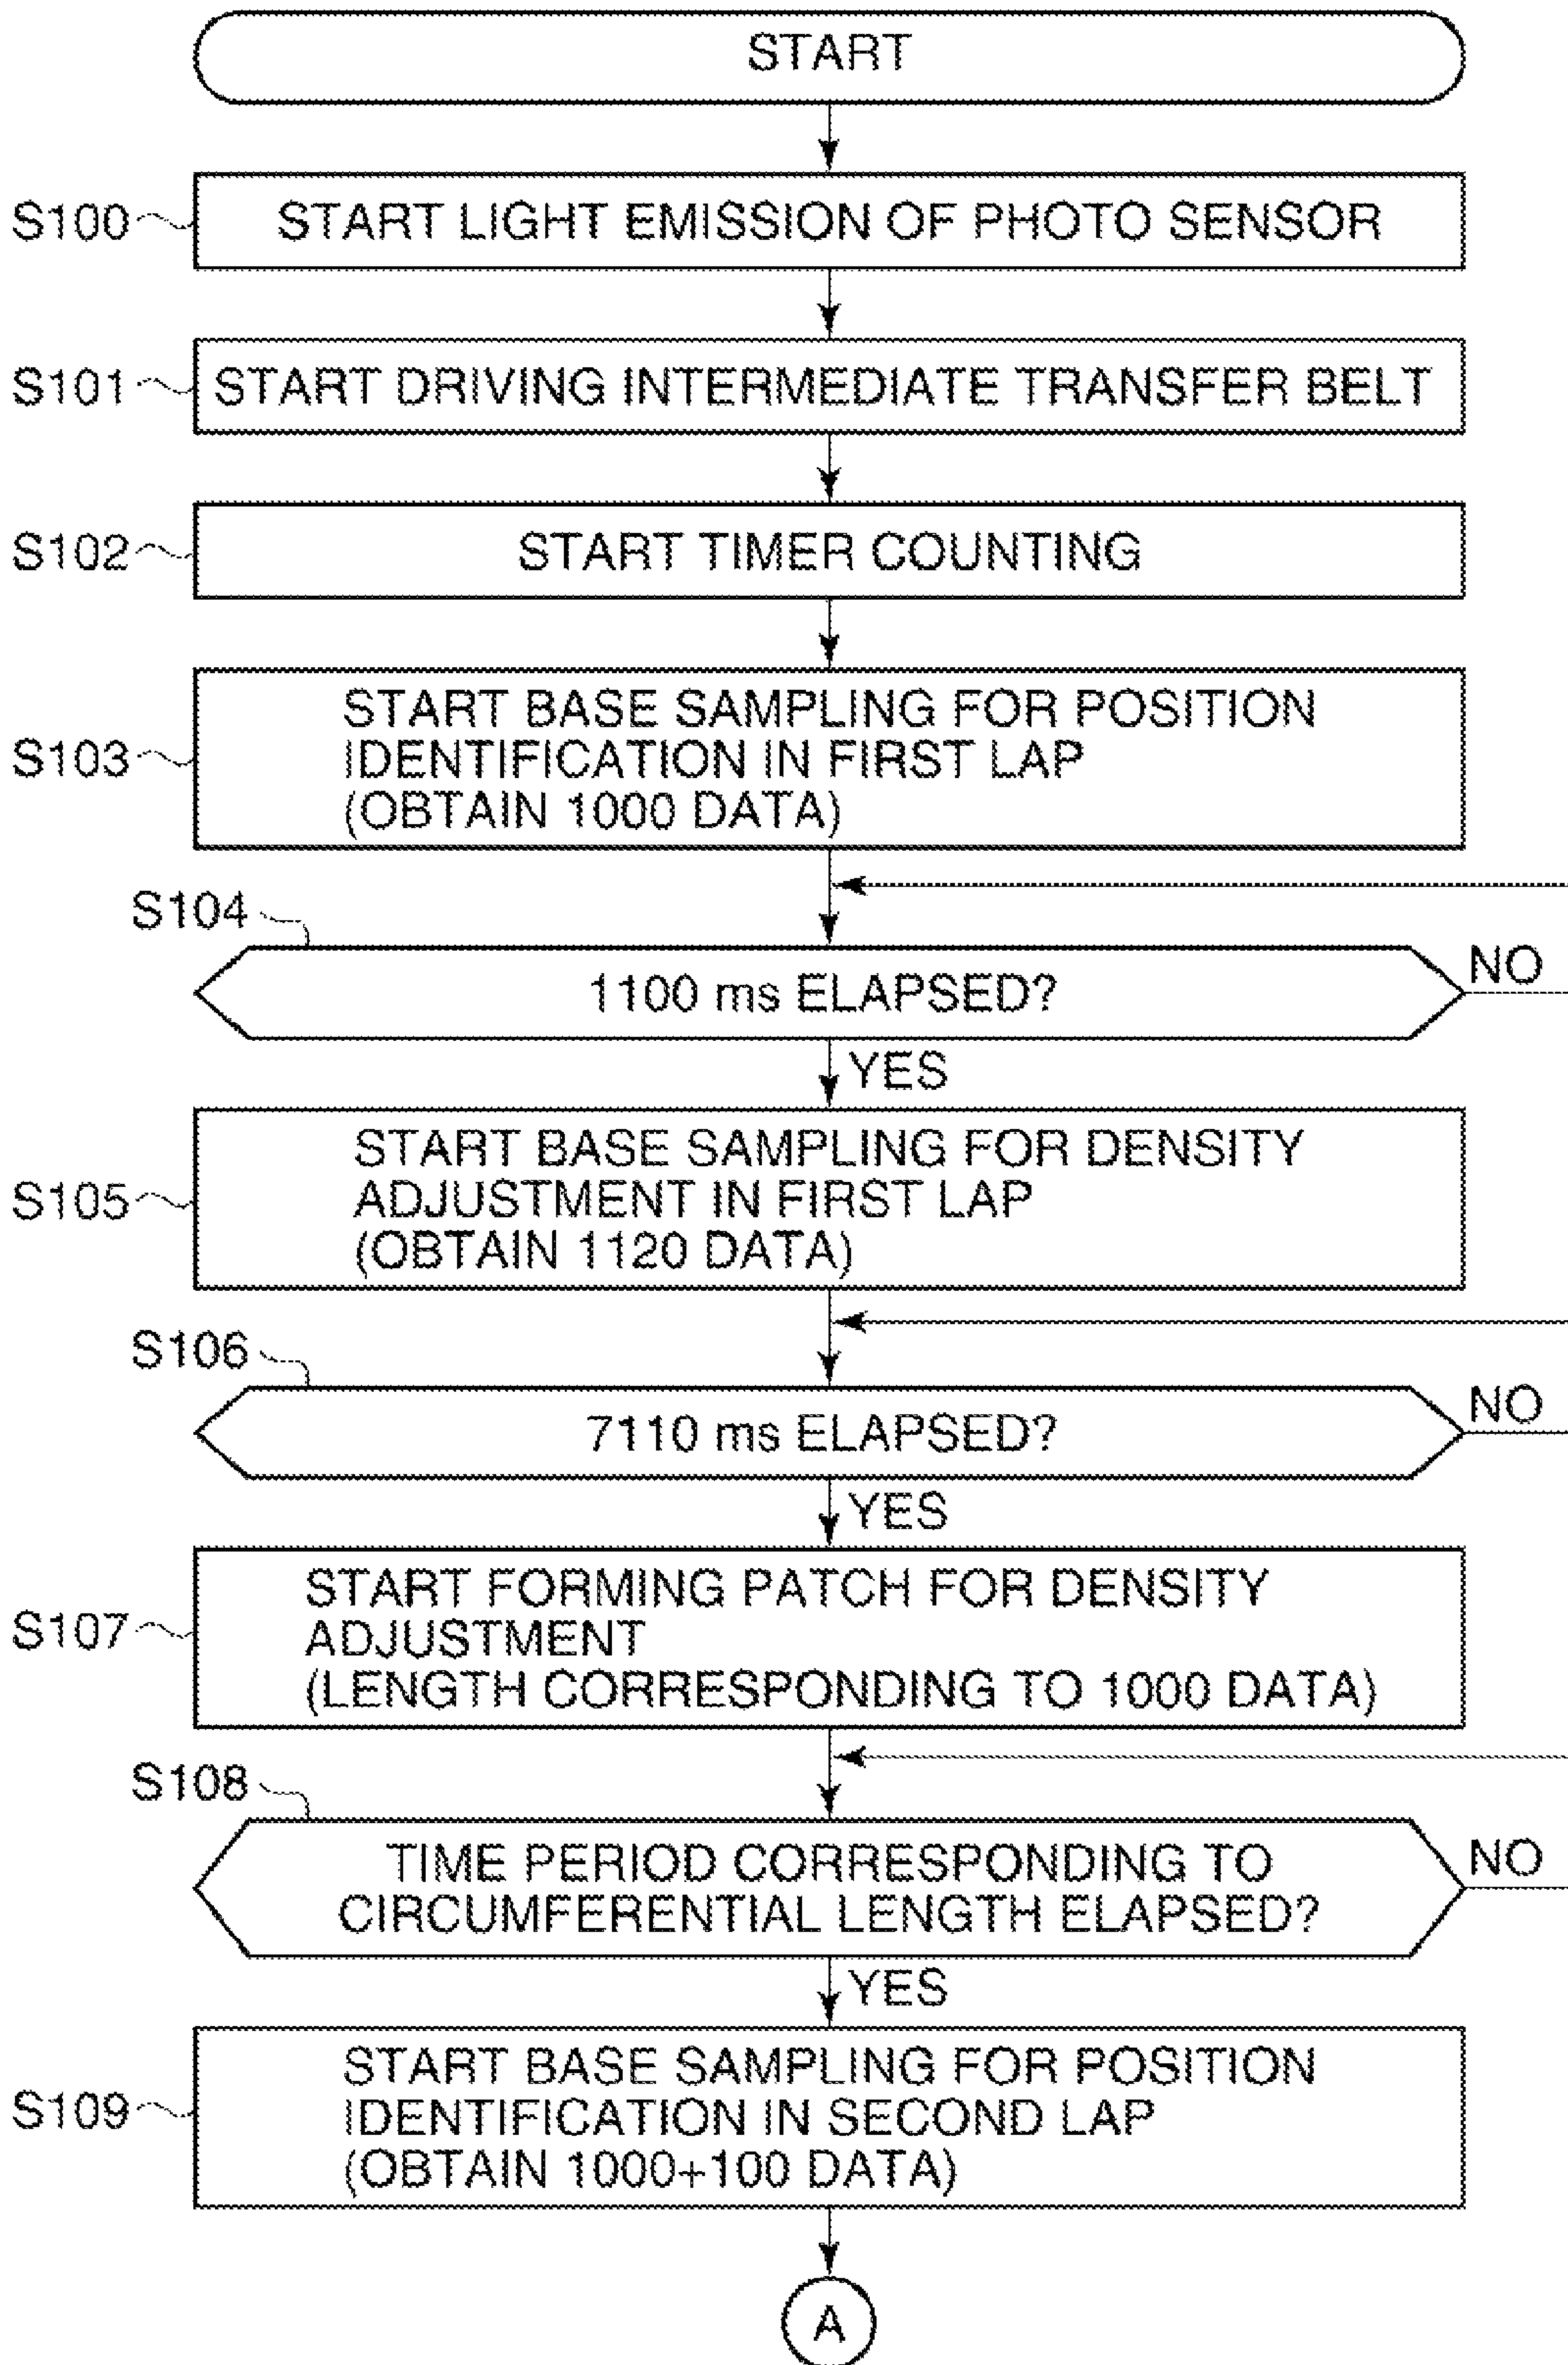 START
S100
START LIGHT EMISSION OF PHOTO SENSOR
S101
START DRIVING INTERMEDIATE TRANSFER BELT
S102
START TIMER COUNTING
S103
START BASE SAMPLING FOR POSITION
IDENTIFICATION IN FIRST LAP
(OBTAIN 1000 DATA)
S104
1100 ms ELAPSED?
NO
YES
S105
START BASE SAMPLING FOR DENSITY
ADJUSTMENT IN FIRST LAP
(OBTAIN 1120 DATA)
S106
7110 ms ELAPSED?
NO
YES
S107
START FORMING PATCH FOR DENSITY
ADJUSTMENT
(LENGTH CORRESPONDING TO 1000 DATA)
S108
TIME PERIOD CORRESPONDING TO
CIRCUMFERENTIAL LENGTH ELAPSED?
NO
YES
S109
START BASE SAMPLING FOR POSITION
IDENTIFICATION IN SECOND LAP
(OBTAIN 1000+100 DATA)
A